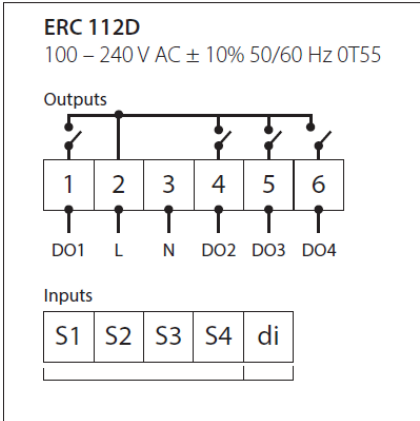 ERC 112D
100 – 240 V AC ± 10% 50/60 Hz 0T55
Outputs
1 2 3 4 5 6
DO1 L N DO2 DO3 DO4
Inputs
S1 S2 S3 S4 di